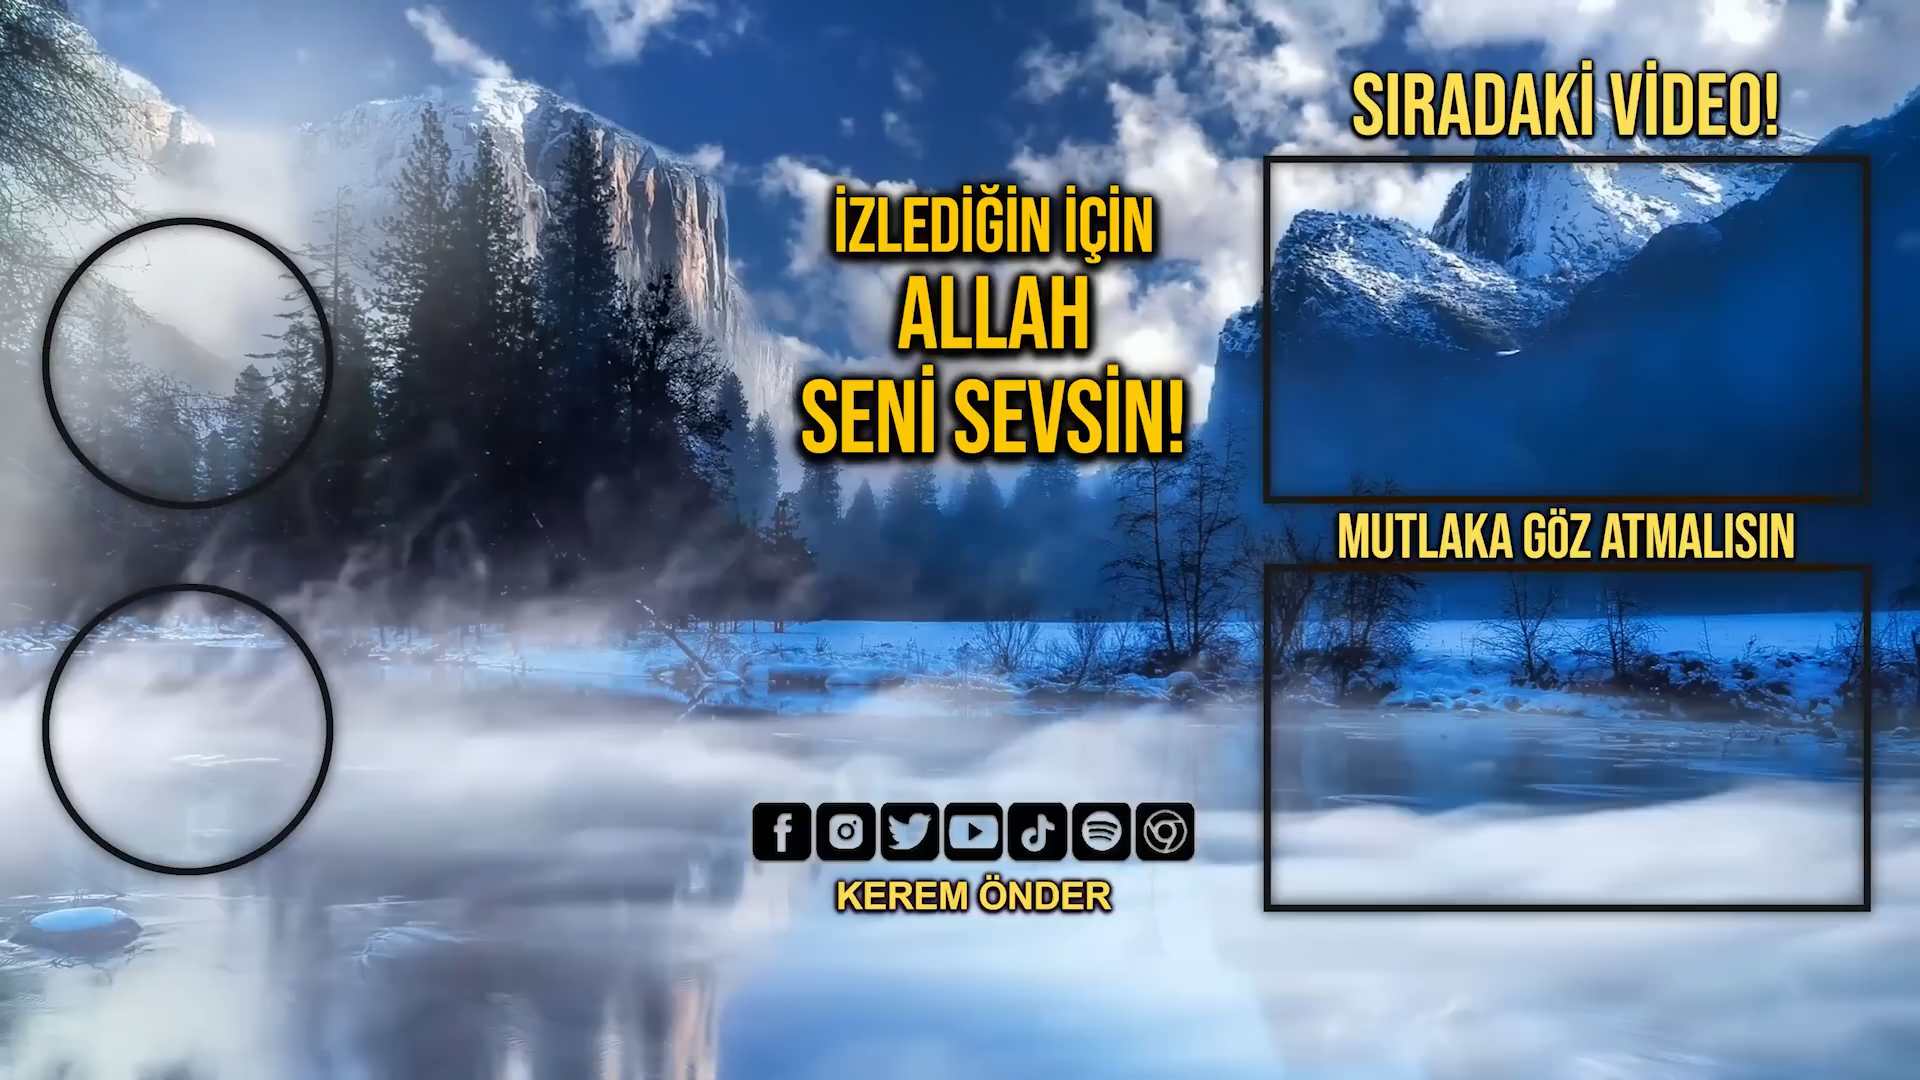 SIRADAKİ VİDEO!
İZLEDİĞİN İÇİN
ALLAH
SENİ SEVSİN!
MUTLAKA GÖZ ATMALISIN
KEREM ÖNDER